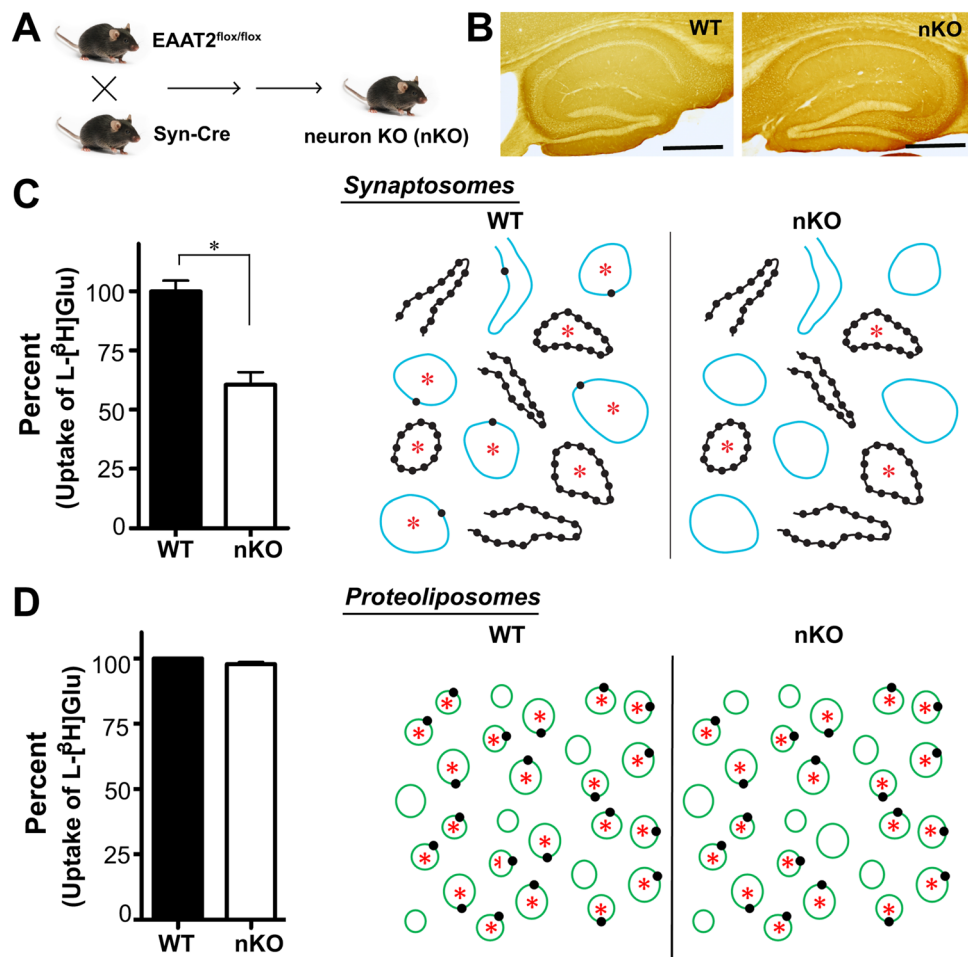 A
EAAT2flox/flox
Syn-Cre
neuron KO (nKO)
B
WT
nKO
C
Percent
(Uptake of L-[3H]Glu)
100
75
50
25
0
*
WT
nKO
Synaptosomes
WT
nKO
D
Percent
(Uptake of L-[3H]Glu)
100
75
50
25
0
WT
nKO
Proteoliposomes
WT
nKO